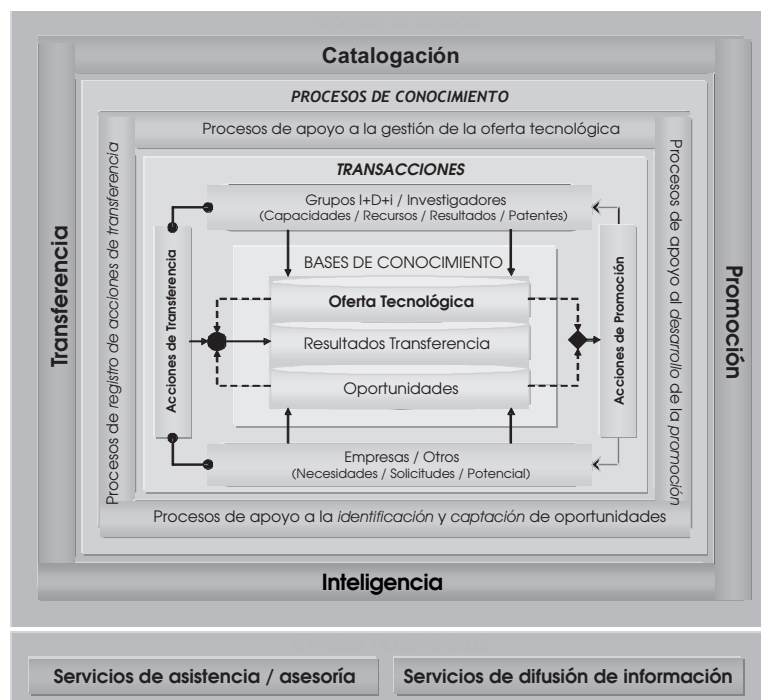 Catalogación
PROCESOS DE CONOCIMIENTO
Procesos de apoyo a la gestión de la oferta tecnológica
TRANSACCIONES
Grupos I+D+i / Investigadores
(Capacidades / Recursos / Resultados / Patentes)
Transferencia
Procesos de registro de acciones de transferencia
Acciones de Transferencia
BASES DE CONOCIMIENTO
Oferta Tecnológica
Resultados Transferencia
Oportunidades
Acciones de Promoción
Procesos de apoyo al desarrollo de la promoción
Promoción
Empresas / Otros
(Necesidades / Solicitudes / Potencial)
Procesos de apoyo a la identificación y captación de oportunidades
Inteligencia
Servicios de asistencia / asesoría
Servicios de difusión de información